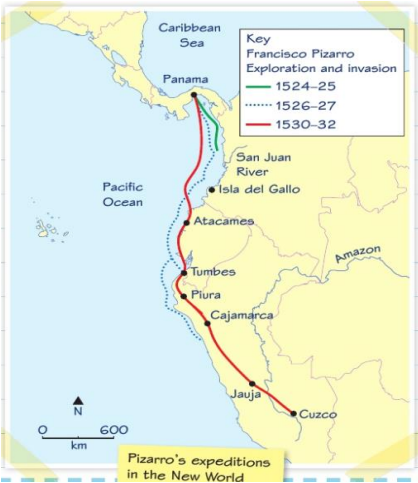 Caribbean
Sea
Key
Francisco Pizarro
Exploration and invasion
1524–25
1526–27
1530–32
Panama
San Juan
River
Isla del Gallo
Pacific
Ocean
Atacames
Amazon
Tumbes
Piura
Cajamarca
Jauja
Cuzco
N
0 600
km
Pizarro's expeditions
in the New World